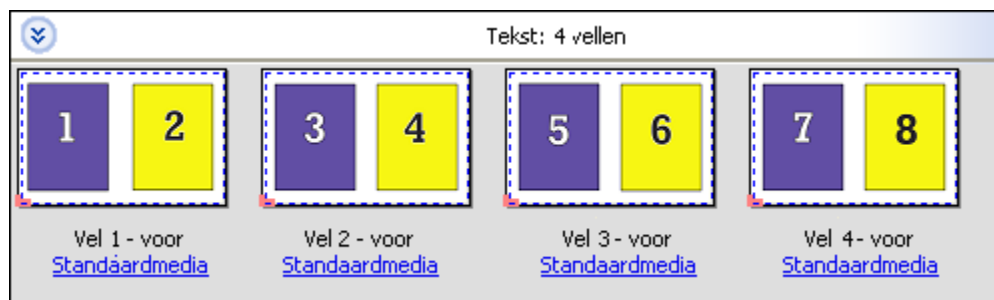 Tekst: 4 vellen
1 2 3 4 5 6 7 8
Vel 1 - voor
Standaardmedia
Vel 2 - voor
Standaardmedia
Vel 3 - voor
Standaardmedia
Vel 4 - voor
Standaardmedia